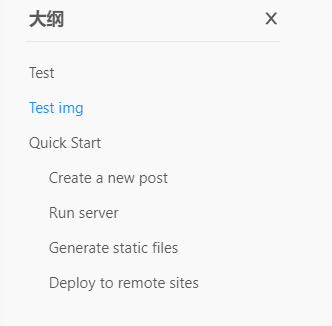 大纲
Test
Test img
Quick Start
Create a new post
Run server
Generate static files
Deploy to remote sites